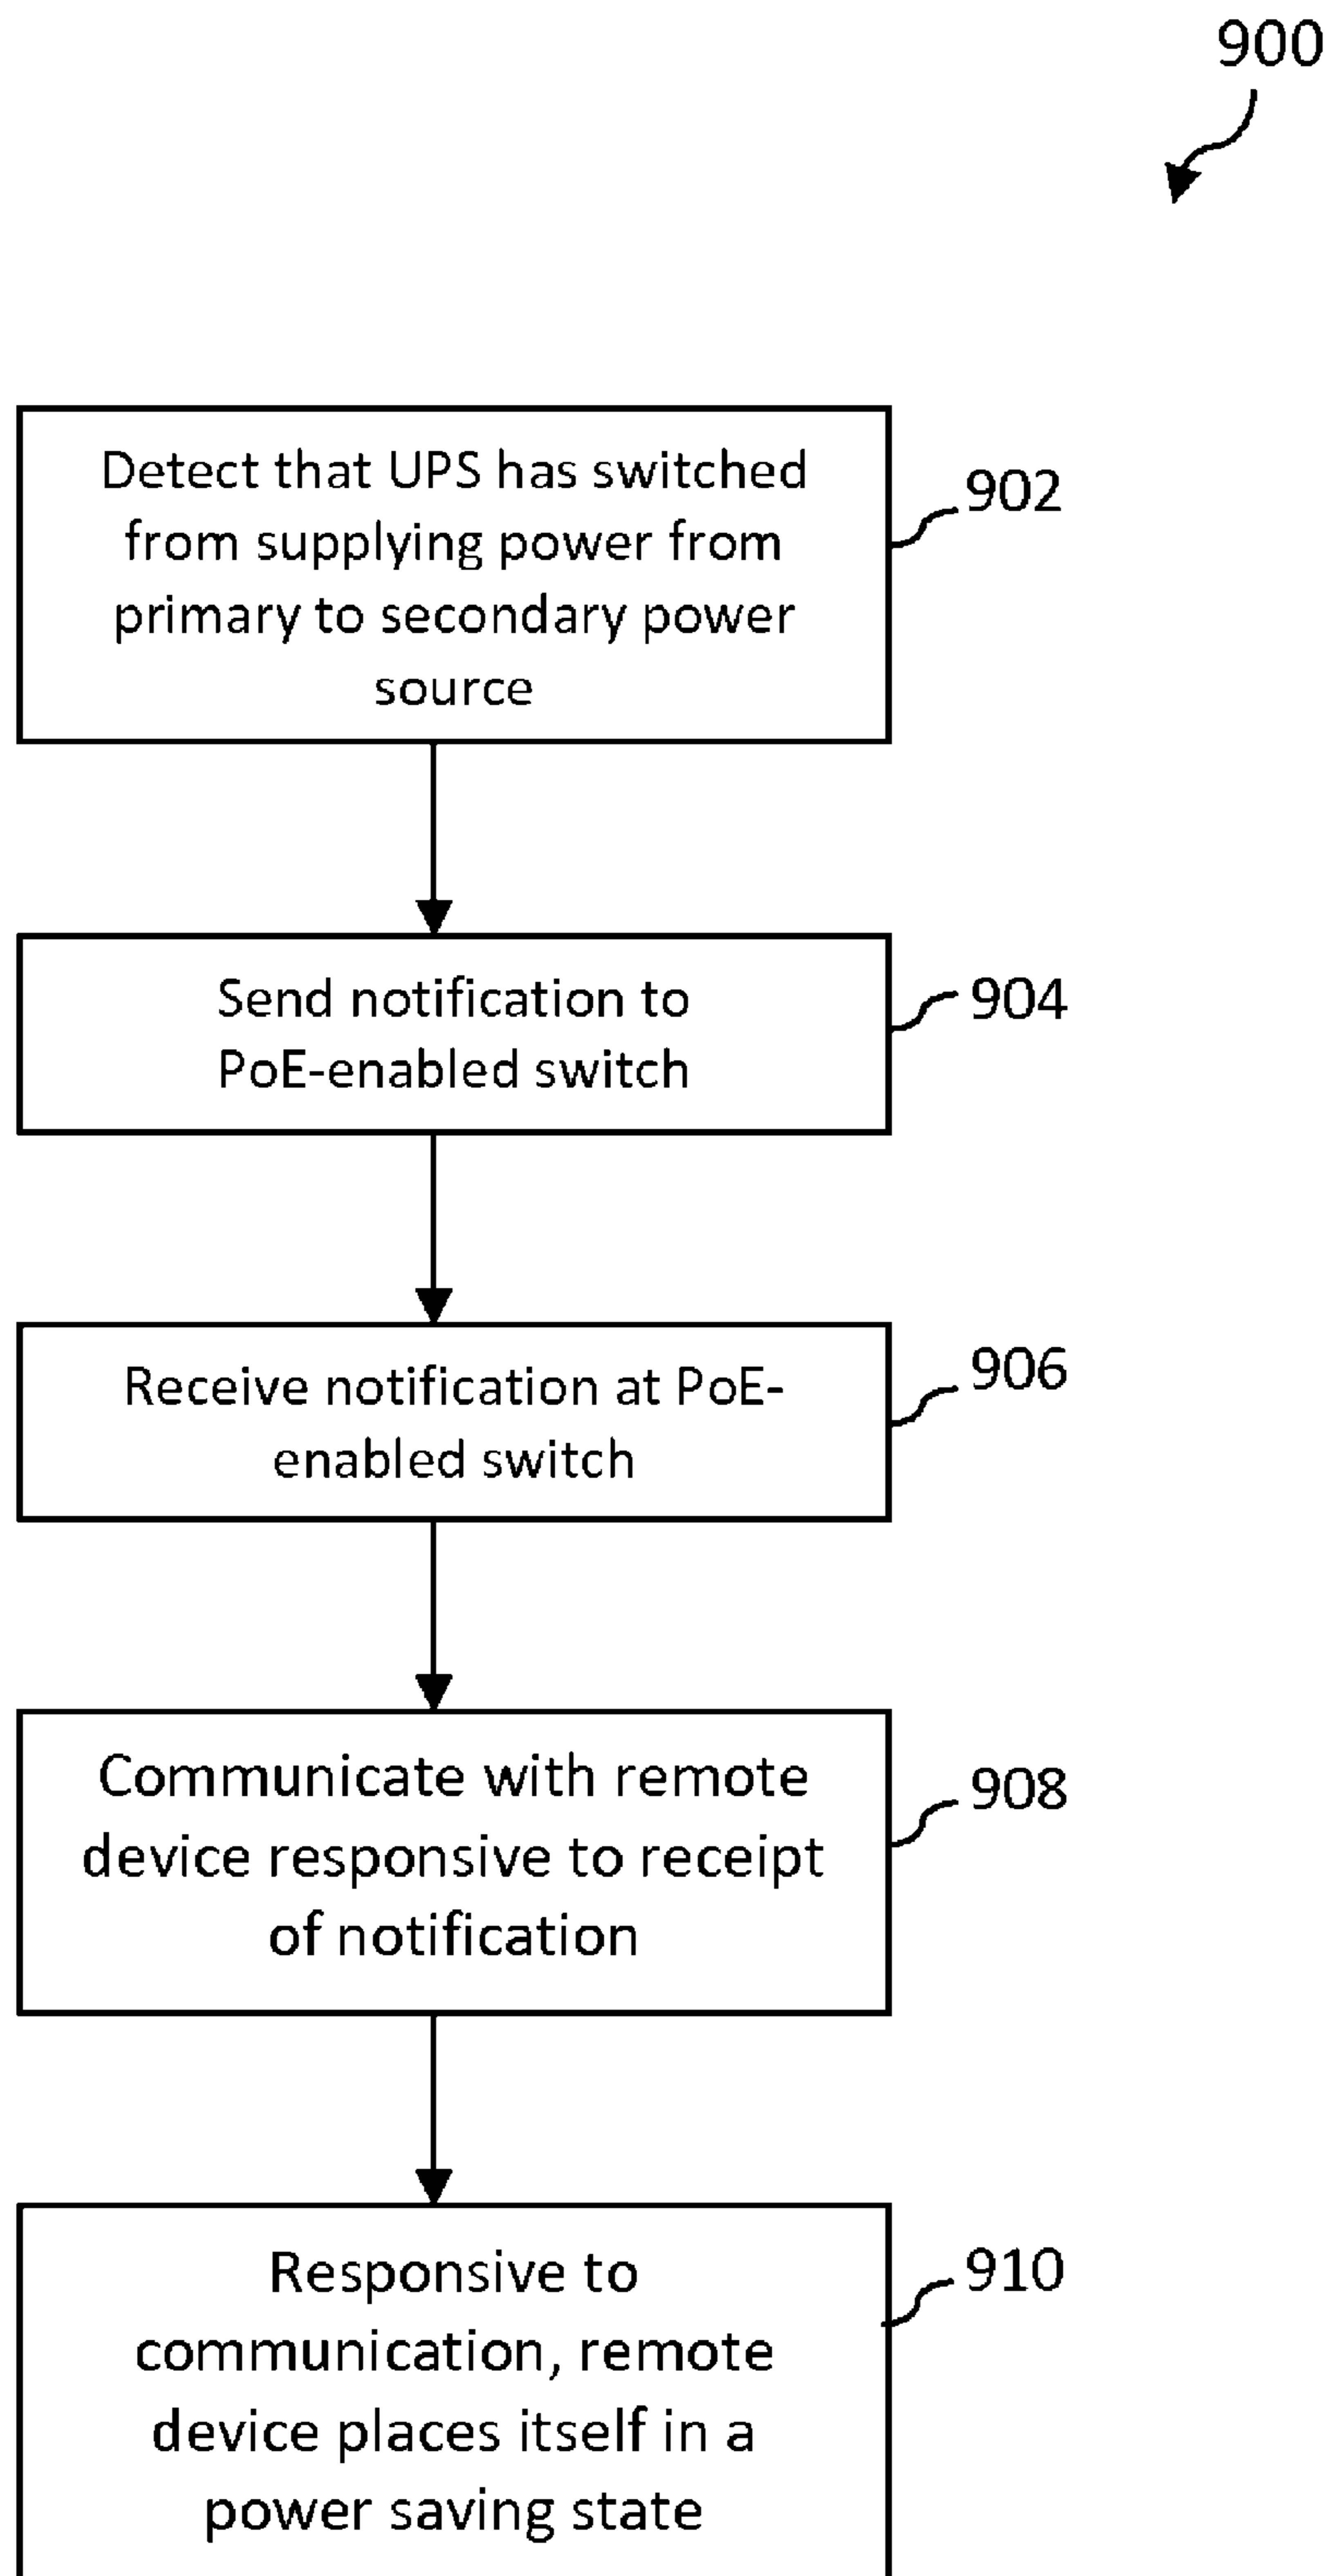 900
Detect that UPS has switched
from supplying power from
primary to secondary power
source
902
Send notification to
PoE-enabled switch
904
Receive notification at PoE-
enabled switch
906
Communicate with remote
device responsive to receipt
of notification
908
Responsive to
communication, remote
device places itself in a
power saving state
910